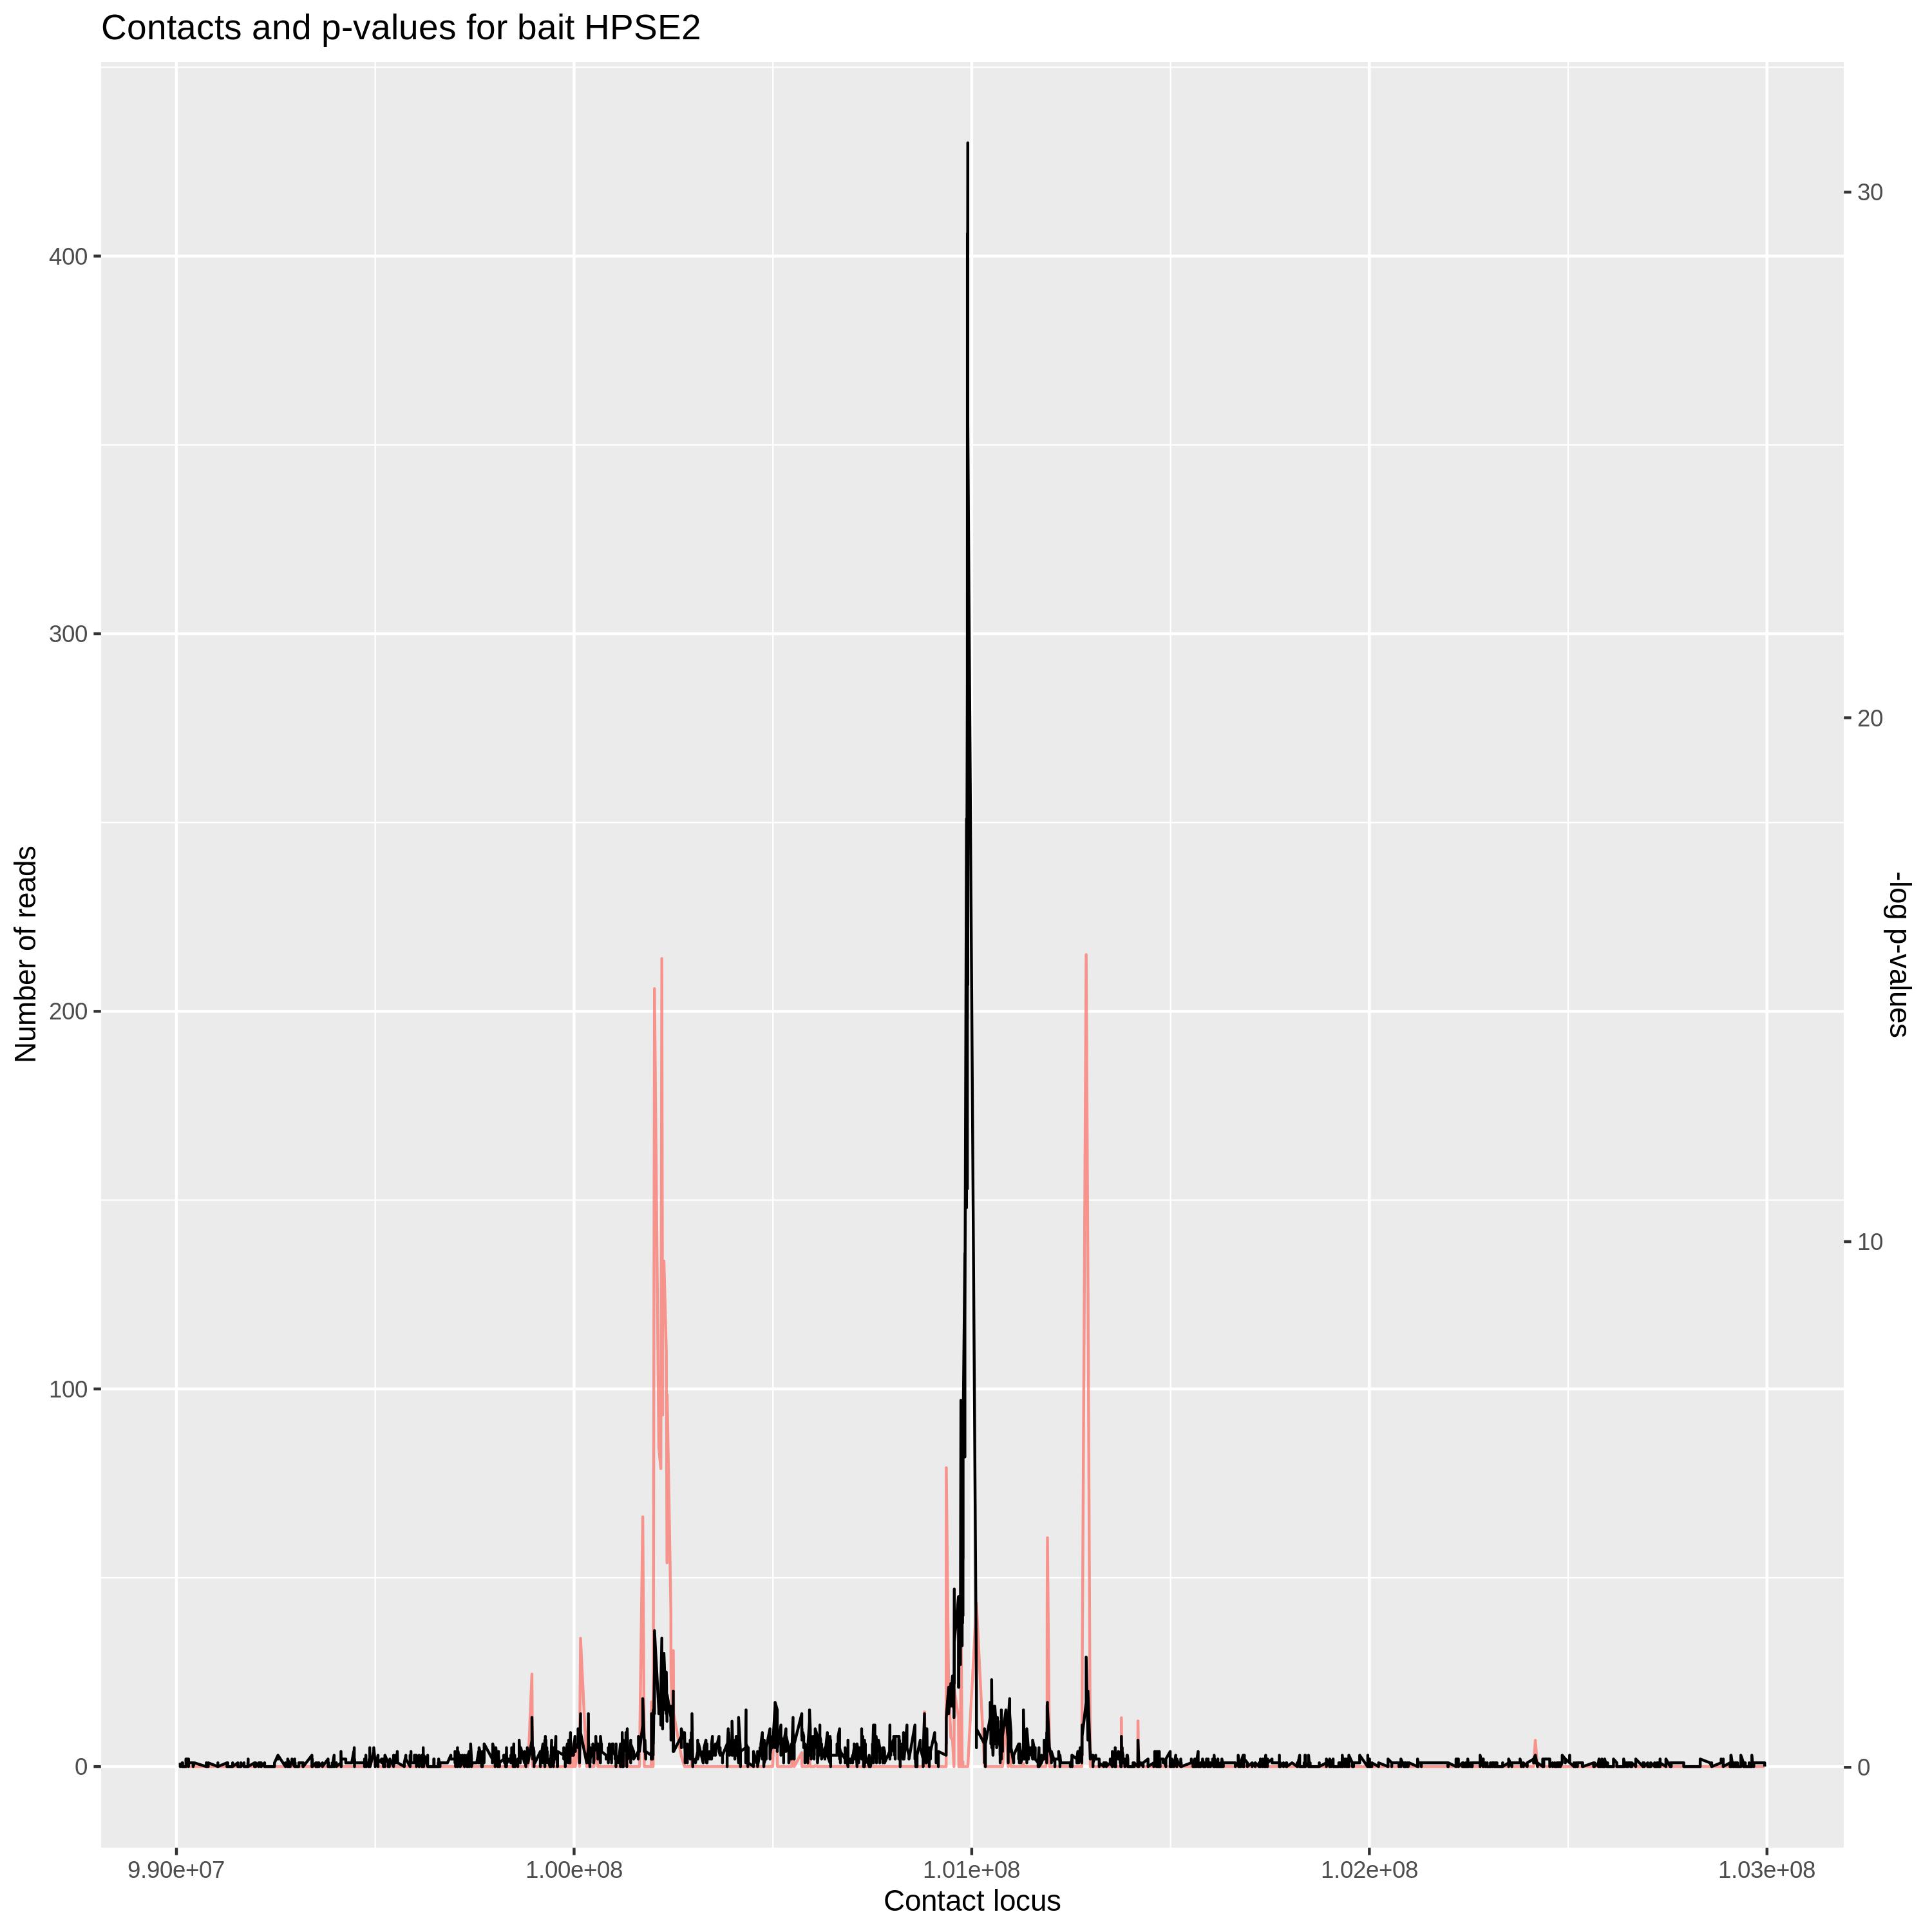 Contacts and p-values for bait HPSE2
Number of reads
400
300
200
100
0
30
20
10
0
-log p-values
9.90e+07
1.00e+08
1.01e+08
1.02e+08
1.03e+08
Contact locus